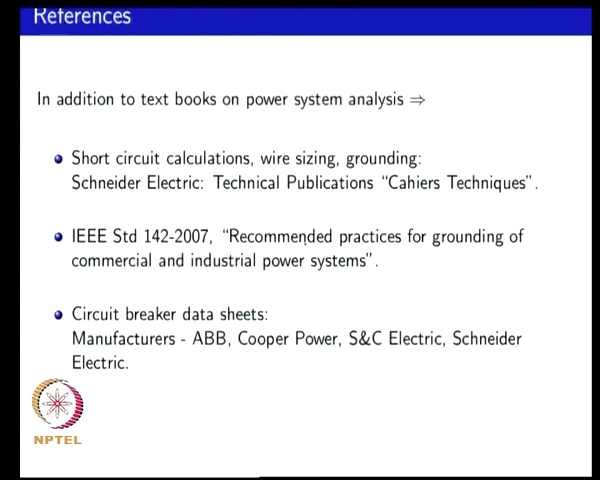 References
In addition to text books on power system analysis ⇒
Short circuit calculations, wire sizing, grounding:
Schneider Electric: Technical Publications “Cahiers Techniques”.
IEEE Std 142-2007, “Recommended practices for grounding of
commercial and industrial power systems”.
Circuit breaker data sheets:
Manufacturers - ABB, Cooper Power, S&C Electric, Schneider
Electric.
NPTEL